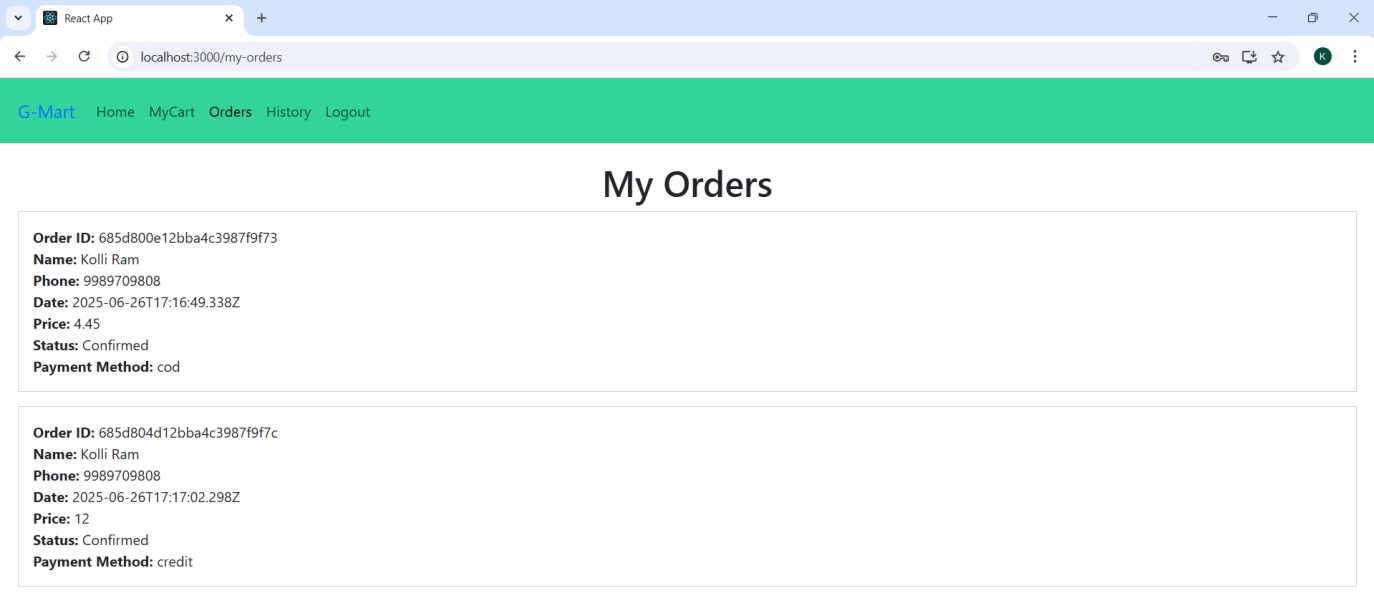 React App
localhost:3000/my-orders
K
G-Mart Home MyCart Orders History Logout
My Orders
Order ID: 685d800e12bba4c3987f9f73
Name: Kolli Ram
Phone: 9989709808
Date: 2025-06-26T17:16:49.338Z
Price: 4.45
Status: Confirmed
Payment Method: cod
Order ID: 685d804d12bba4c3987f9f7c
Name: Kolli Ram
Phone: 9989709808
Date: 2025-06-26T17:17:02.298Z
Price: 12
Status: Confirmed
Payment Method: credit